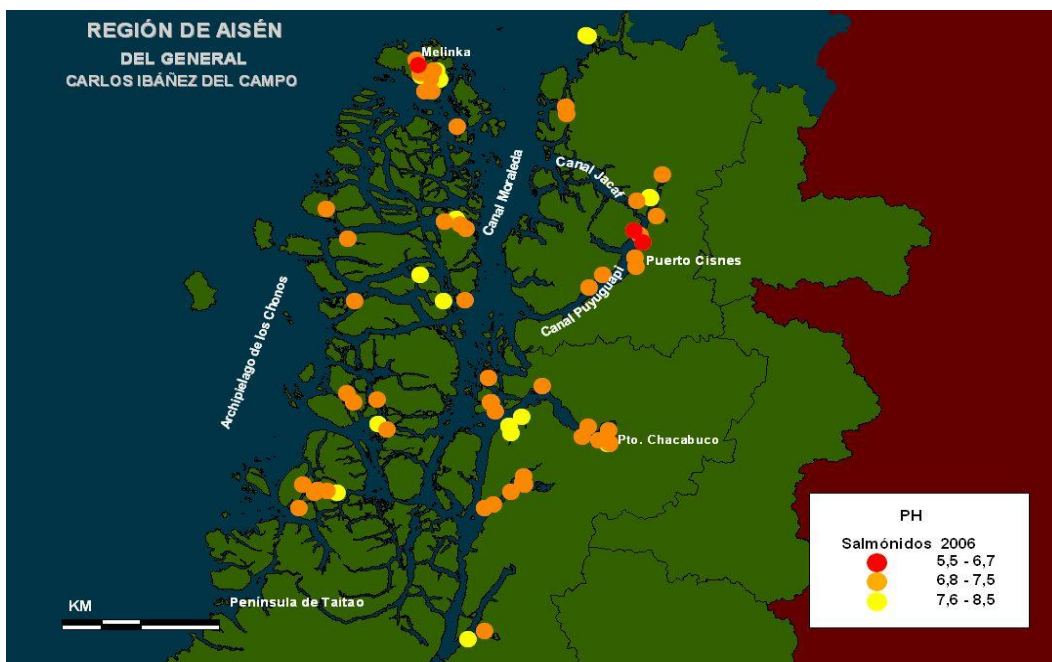 REGIÓN DE AISÉN
DEL GENERAL
CARLOS IBÁÑEZ DEL CAMPO
Melinka
Canal Jacaf
Canal Moraleda
Puerto Cisnes
Canal Puyuguapi
Archipielago de los Chonos
Pto. Chacabuco
Península de Taitao
KM
PH
Salmónidos 2006
5,5 - 6,7
6,8 - 7,5
7,6 - 8,5